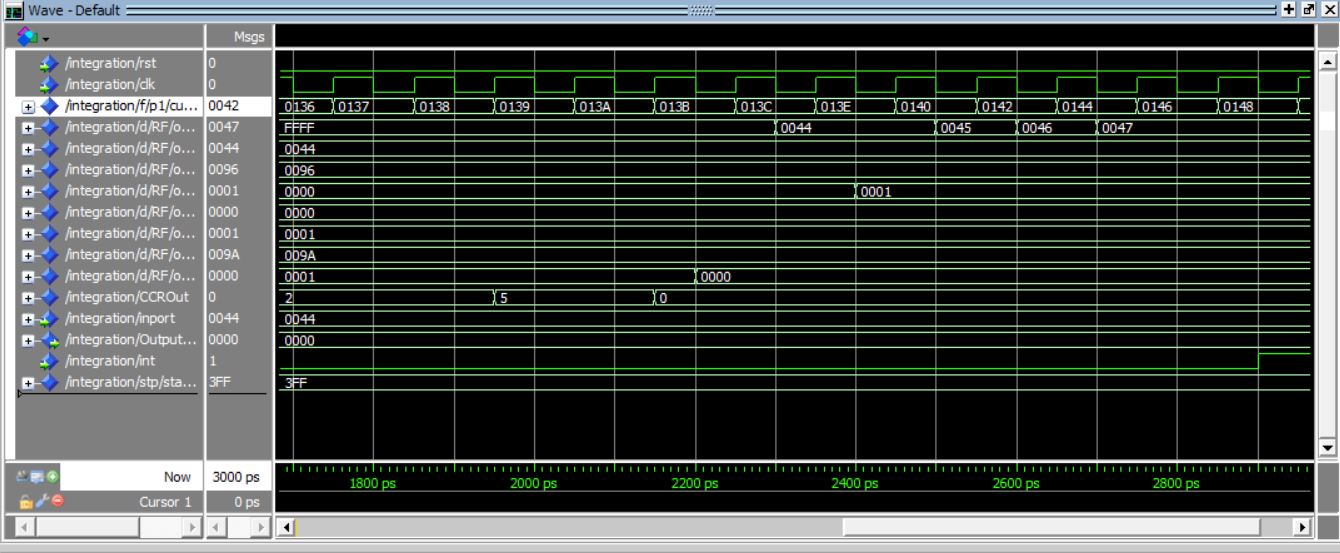 Wave - Default
Msgs
/integration/rst 0
/integration/clk 0
/integration/f/p1/cu... 0042 0136 0137 0138 0139 013A 013B 013C 013E 0140 0142 0144 0146 0148
/integration/d/RF/o... 0047 FFFF 0044 0045 0046 0047
/integration/d/RF/o... 0044 0044
/integration/d/RF/o... 0096 0096
/integration/d/RF/o... 0001 0000 0001
/integration/d/RF/o... 0000 0000
/integration/d/RF/o... 0001 0001
/integration/d/RF/o... 009A 009A
/integration/d/RF/o... 0000 0001 0000
/integration/CCROut 0 2 5 0
/integration/inport 0044 0044
/integration/Output... 0000 0000
/integration/int 1
/integration/stp/sta... 3FF 3FF
Now 3000 ps 1800 ps 2000 ps 2200 ps 2400 ps 2600 ps 2800 ps
Cursor 1 0 ps